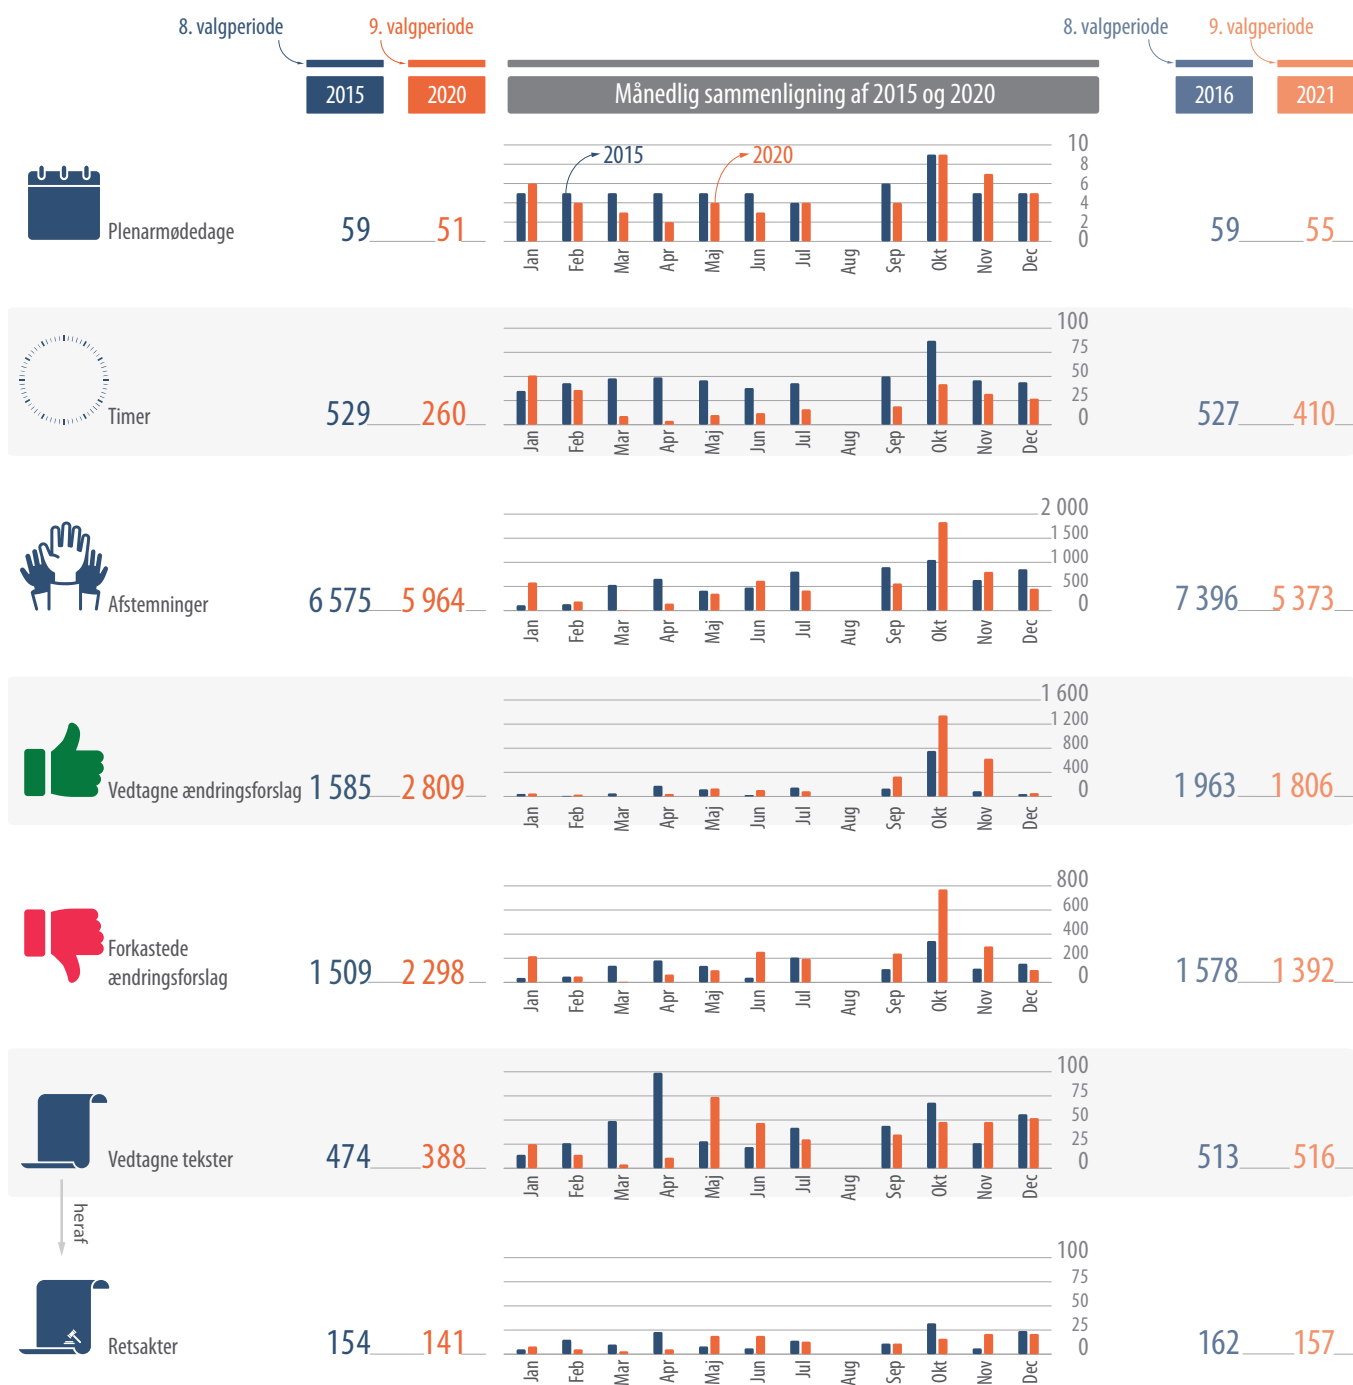 8. valgperiode
9. valgperiode
8. valgperiode
9. valgperiode
2015
2020
Månedlig sammenligning af 2015 og 2020
2016
2021
Plenarmødedage
59
51
2015
2020
10
8
6
4
2
0
Jan
Feb
Mar
Apr
Maj
Jun
Jul
Aug
Sep
Okt
Nov
Dec
59
55
Timer
529
260
100
75
50
25
0
Jan
Feb
Mar
Apr
Maj
Jun
Jul
Aug
Sep
Okt
Nov
Dec
527
410
Afstemninger
6 575
5 964
2 000
1 500
1 000
500
0
Jan
Feb
Mar
Apr
Maj
Jun
Jul
Aug
Sep
Okt
Nov
Dec
7 396
5 373
Vedtagne ændringsforslag
1 585
2 809
1 600
1 200
800
400
0
Jan
Feb
Mar
Apr
Maj
Jun
Jul
Aug
Sep
Okt
Nov
Dec
1 963
1 806
Forkastede
ændringsforslag
1 509
2 298
800
600
400
200
0
Jan
Feb
Mar
Apr
Maj
Jun
Jul
Aug
Sep
Okt
Nov
Dec
1 578
1 392
Vedtagne tekster
474
388
100
75
50
25
0
Jan
Feb
Mar
Apr
Maj
Jun
Jul
Aug
Sep
Okt
Nov
Dec
513
516
heraf
Retsakter
154
141
100
75
50
25
0
Jan
Feb
Mar
Apr
Maj
Jun
Jul
Aug
Sep
Okt
Nov
Dec
162
157